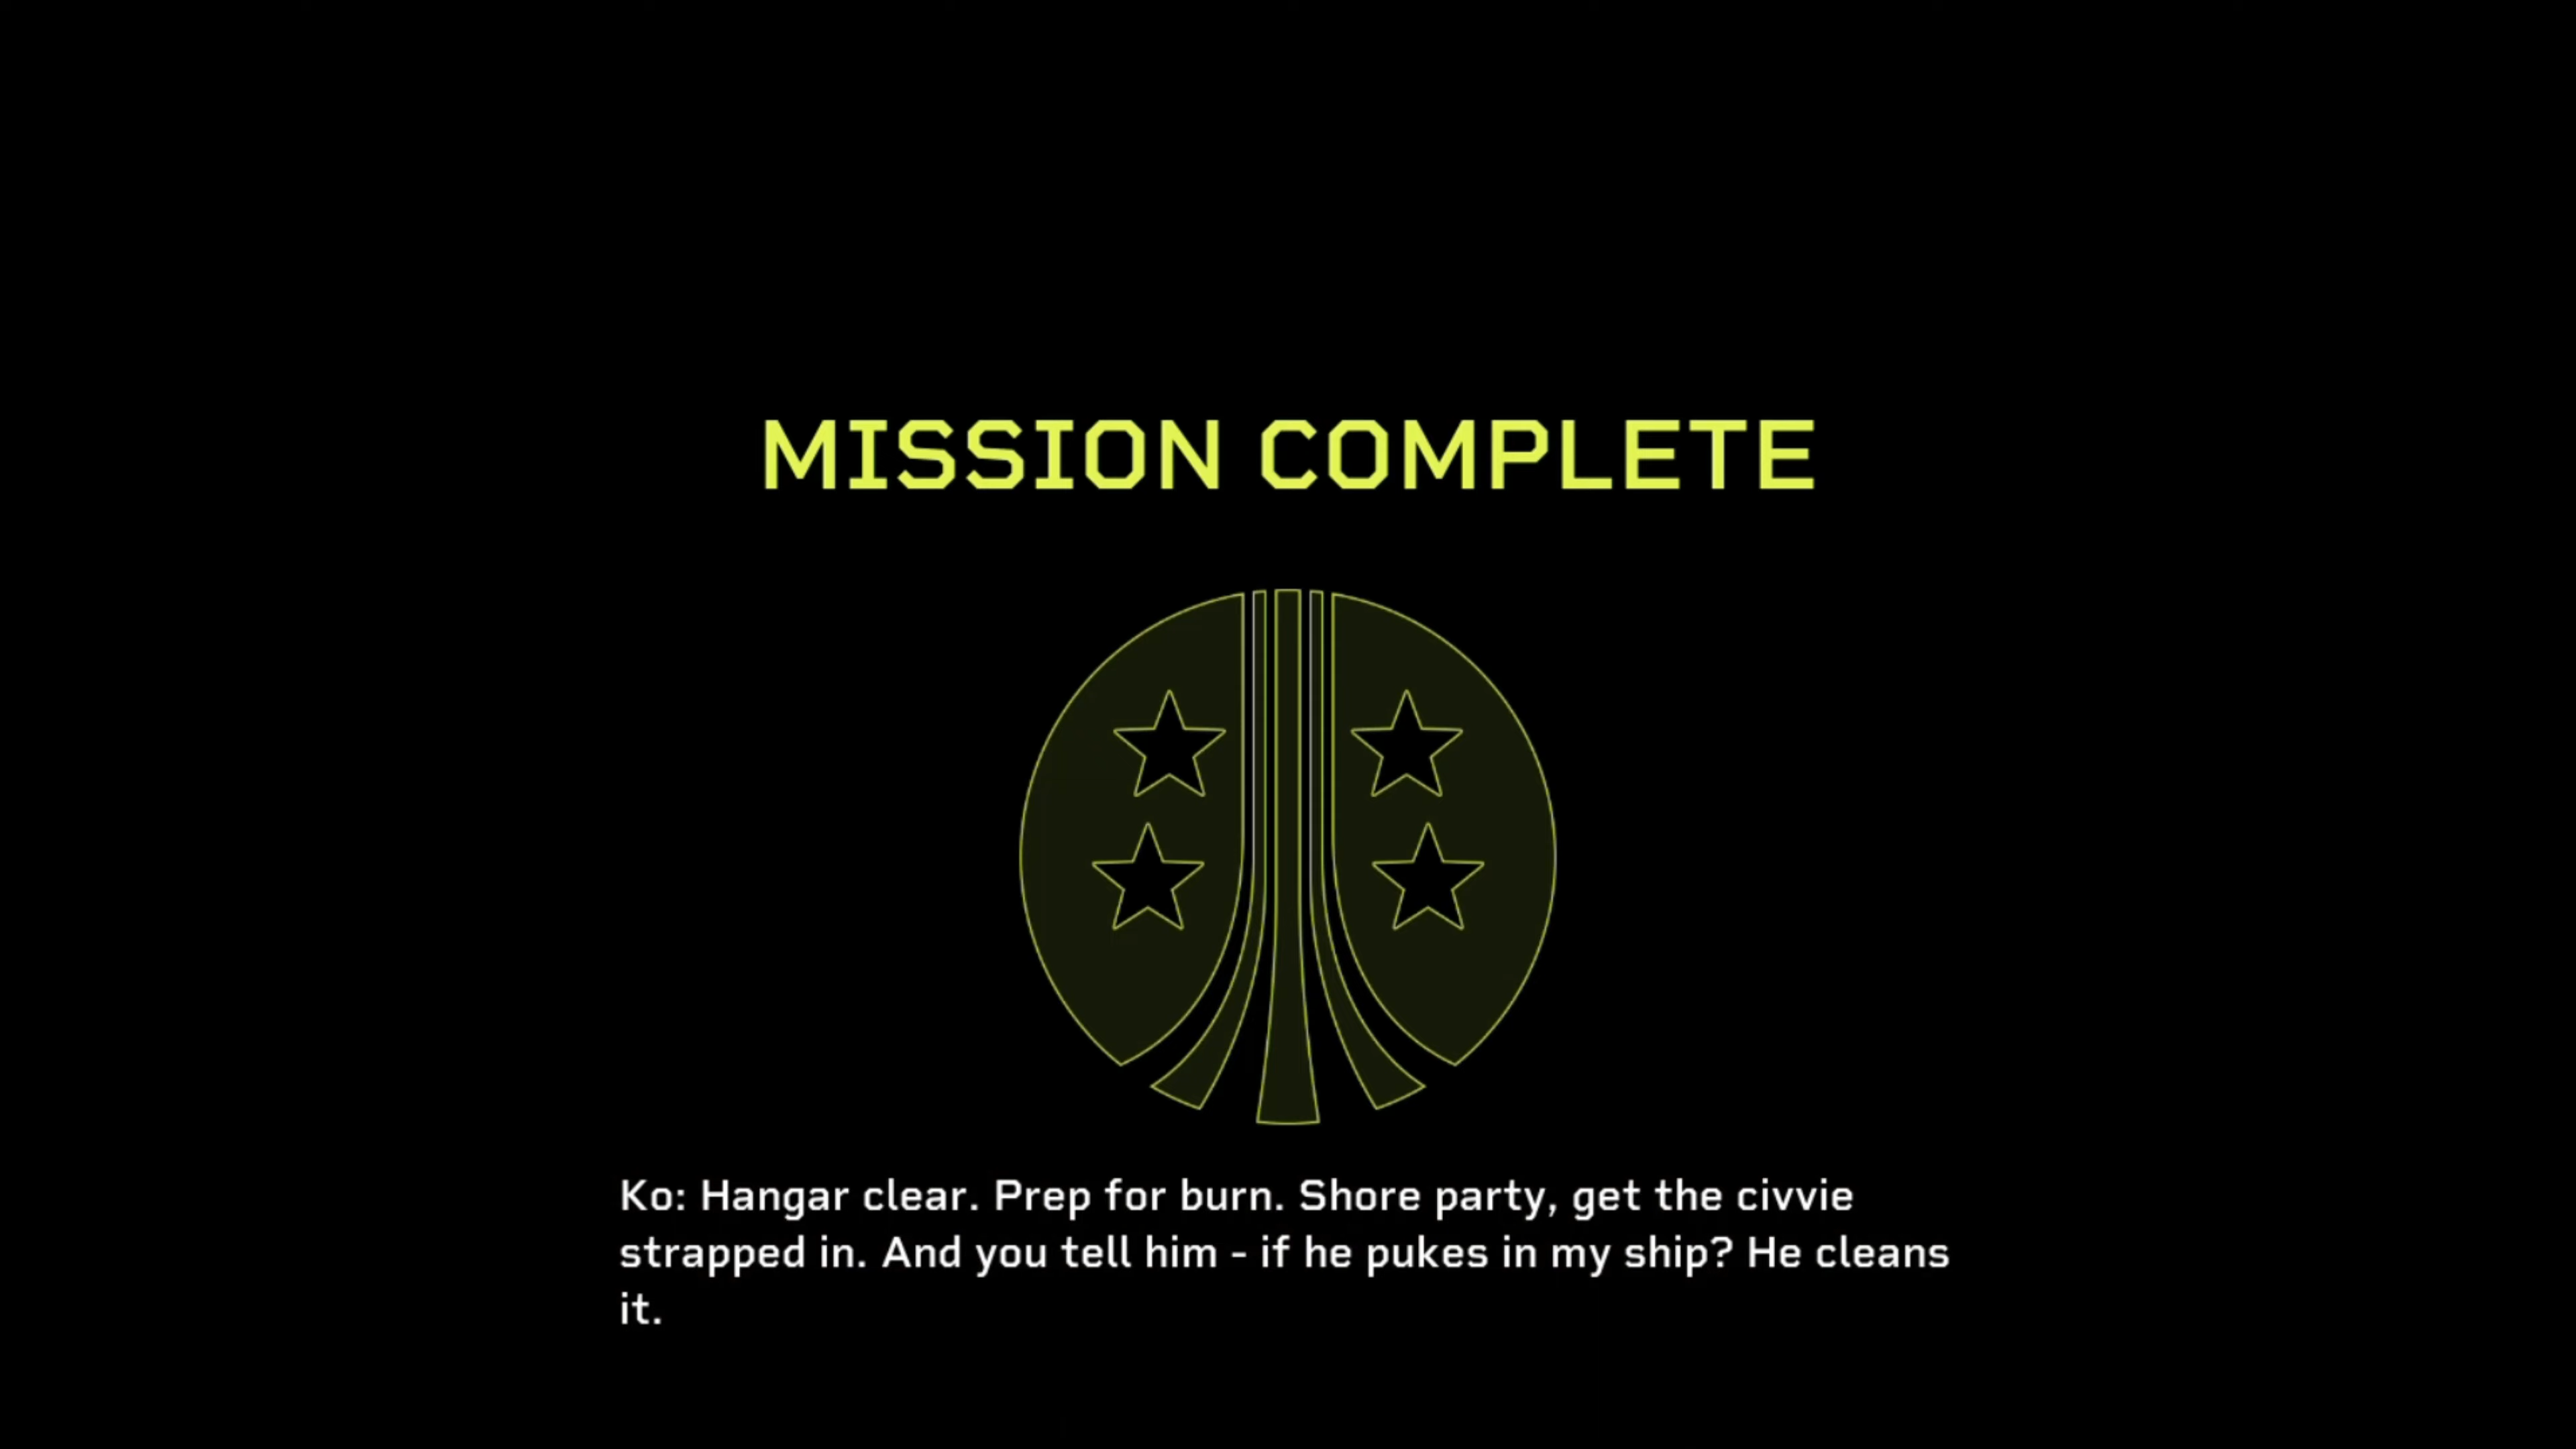 MISSION COMPLETE
Ko: Hangar clear. Prep for burn. Shore party, get the civvie
strapped in. And you tell him - if he pukes in my ship? He cleans
it.